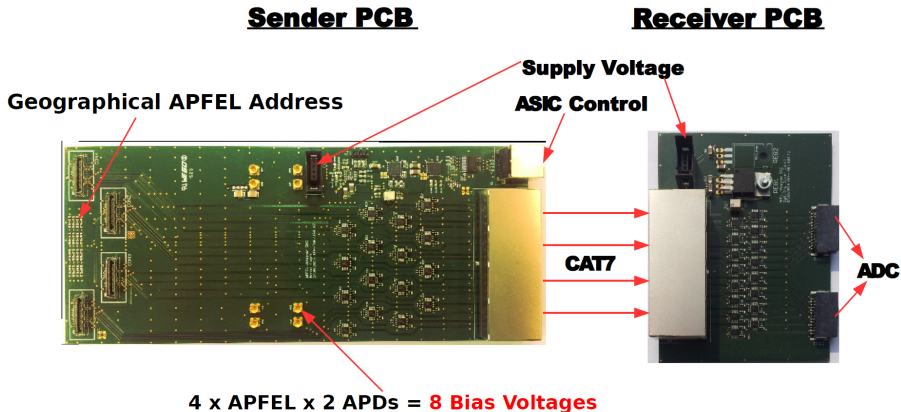 Sender PCB
Receiver PCB
Supply Voltage
Geographical APFEL Address
ASIC Control
CAT7
ADC
4 x APFEL x 2 APDs = 8 Bias Voltages